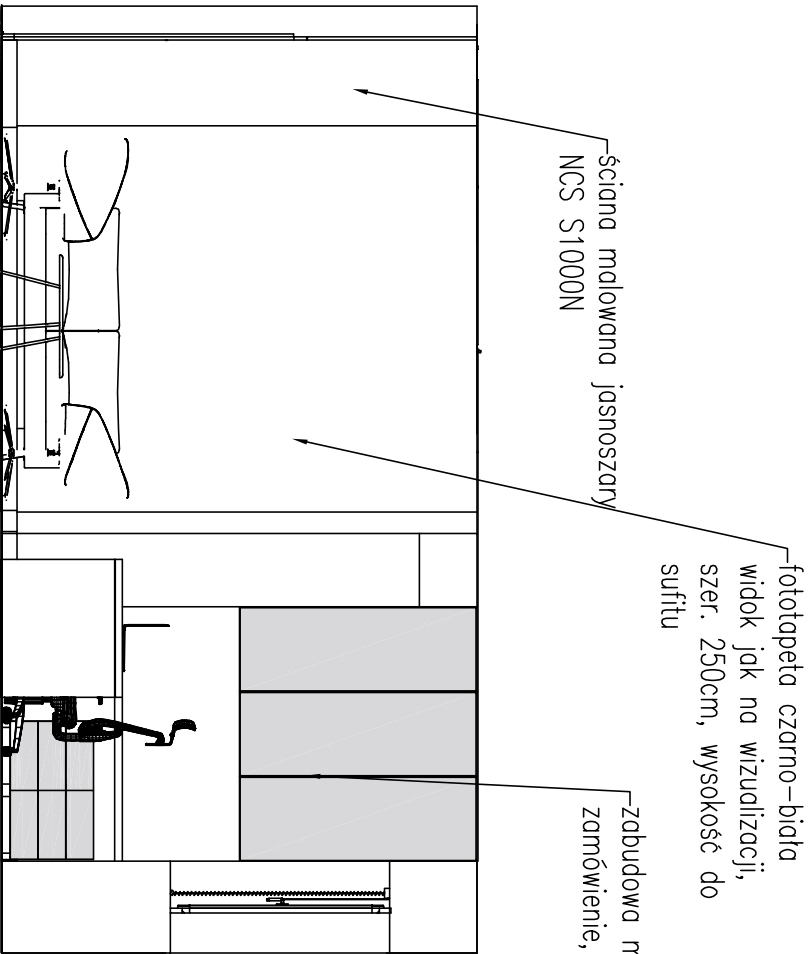 ściana malowana jasnoszary
NCS S1000N
fototapeta czarno-biała
widok jak na wizualizacji,
szer. 250cm, wysokość do
sufitu
zabudowa
zamówienie,